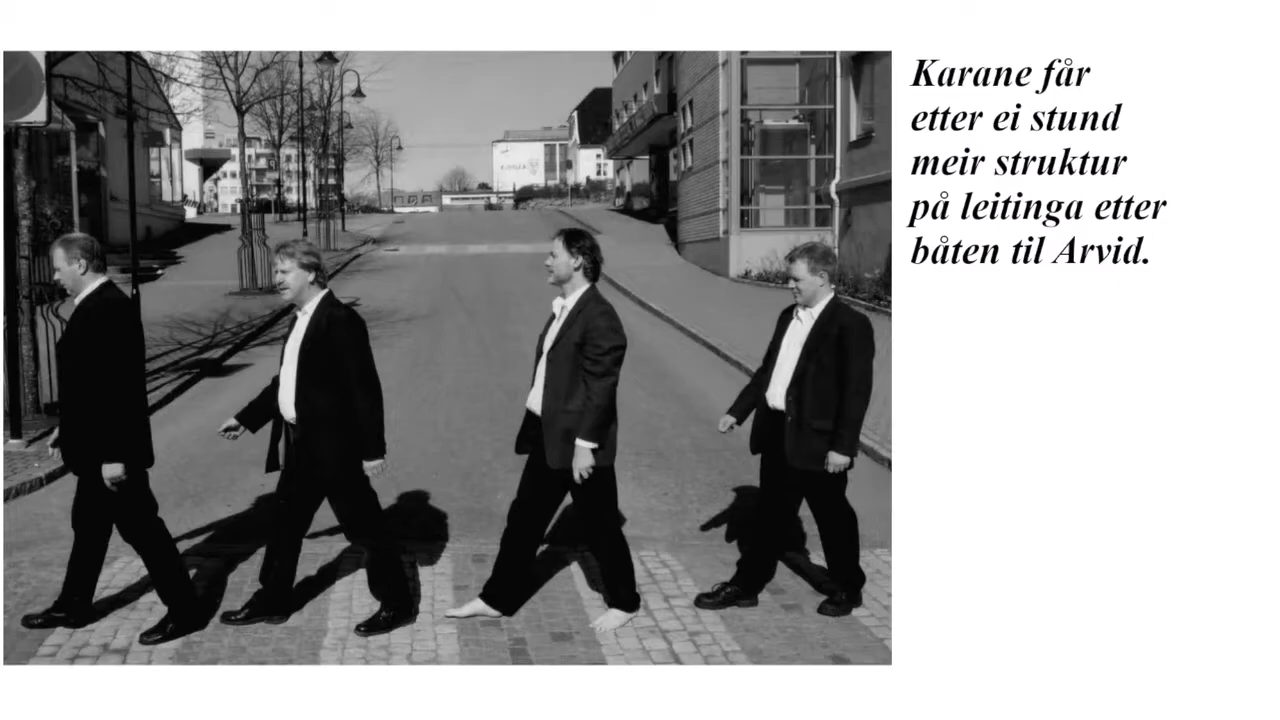 Karane får
etter ei stund
meir struktur
på leitinga etter
båten til Arvid.